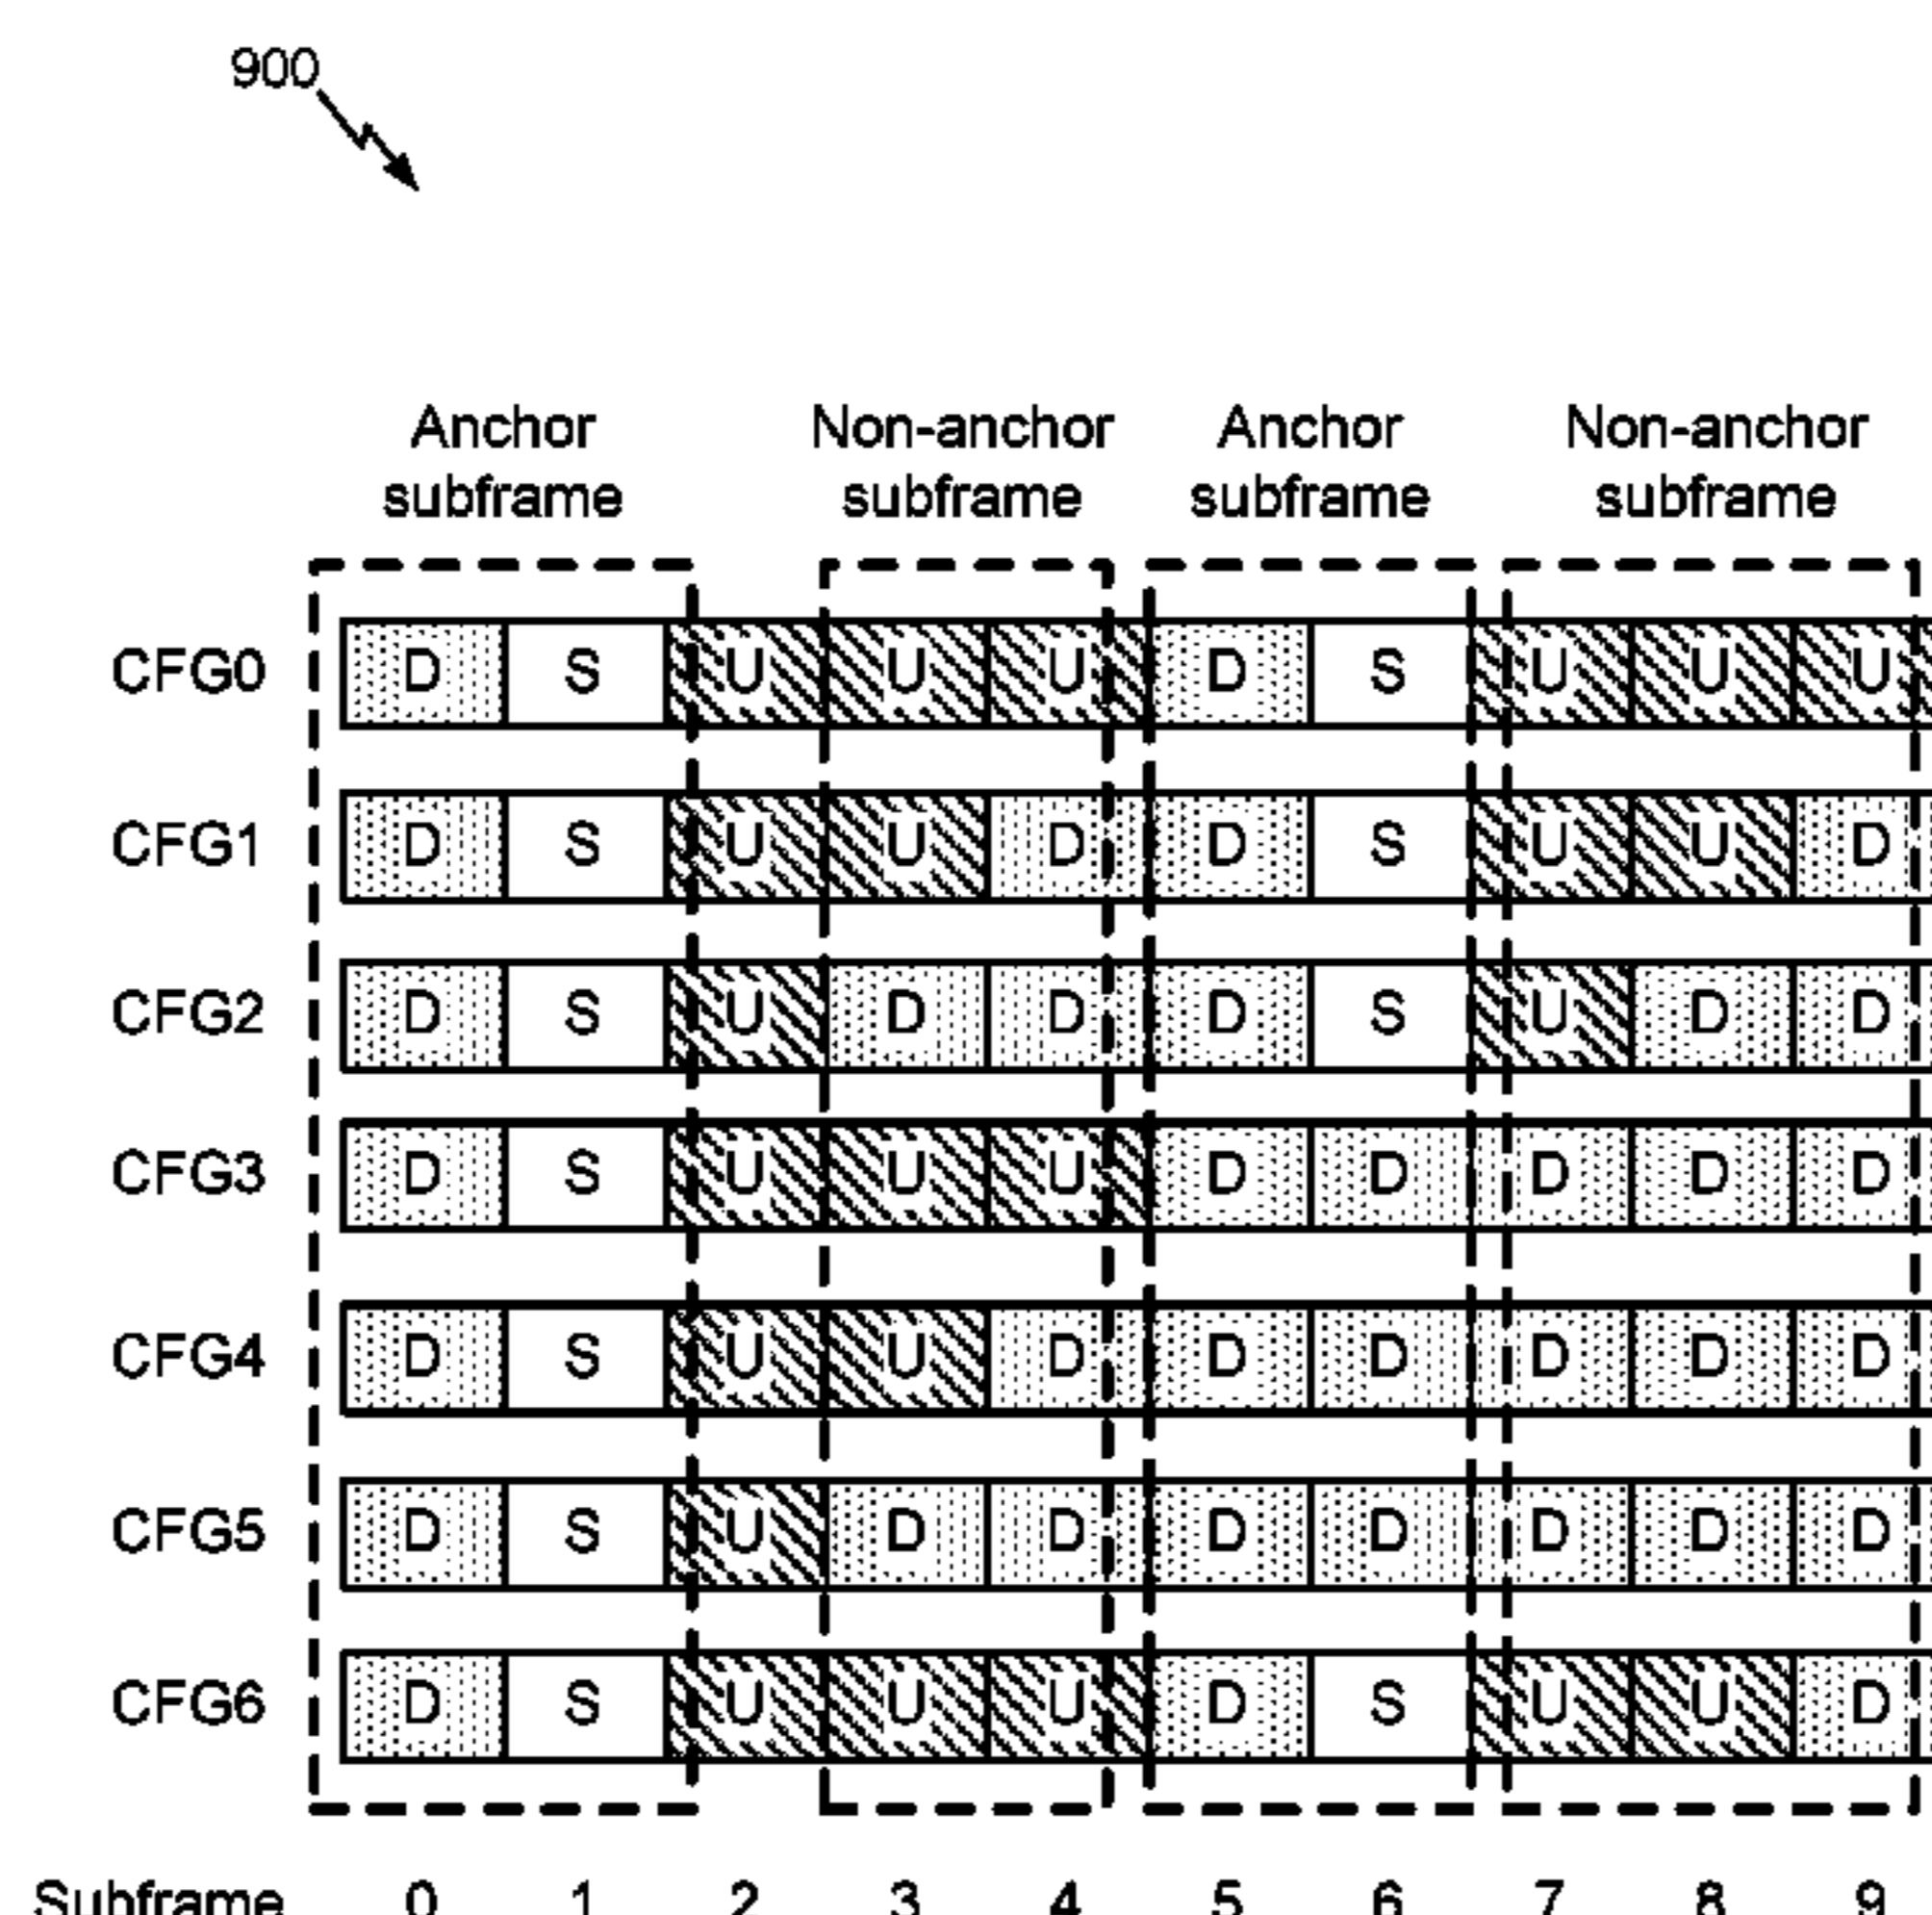 900
Anchor subframe
Non-anchor subframe
Anchor subframe
Non-anchor subframe
CFG0 D S U U U D S U U U
CFG1 D S U U D D S U U D
CFG2 D S U D D D S U D D
CFG3 D S U U U D D D D D
CFG4 D S U U D D D D D D
CFG5 D S U D D D D D D D
CFG6 D S U U U D S U U D
Subframe 0 1 2 3 4 5 6 7 8 9